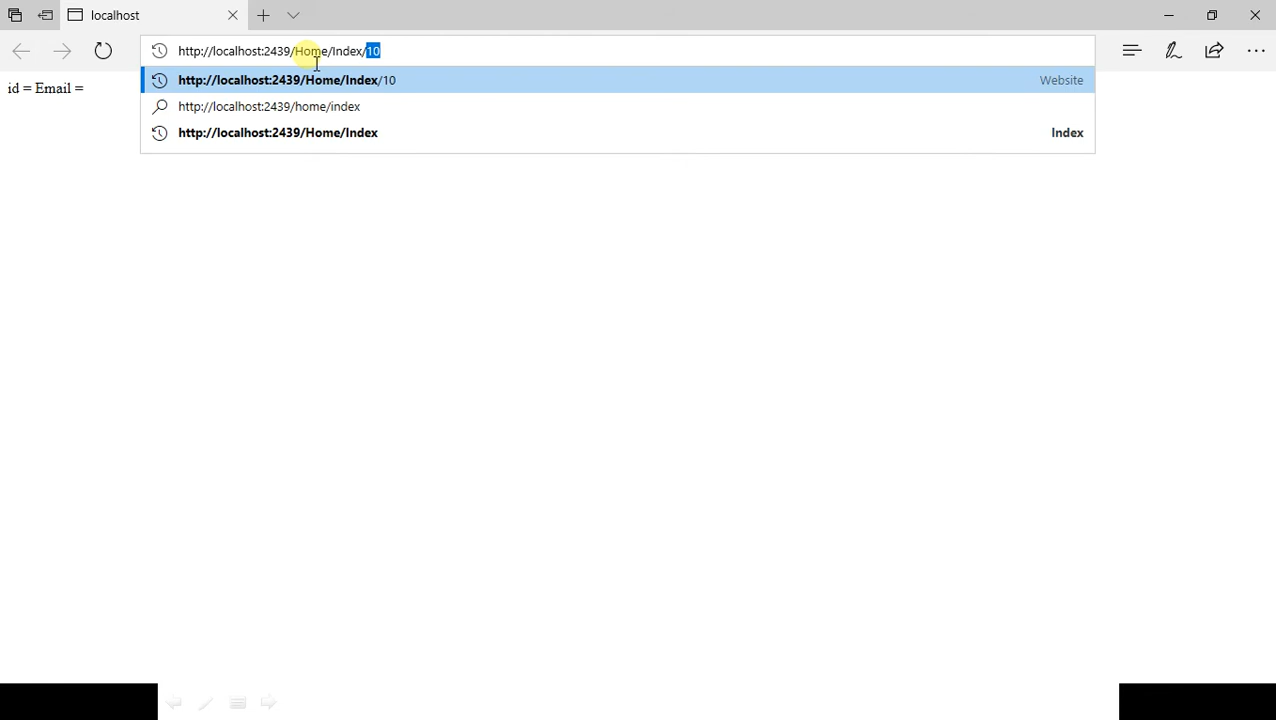 localhost
http://localhost:2439/Home/Index/10
id = Email =
http://localhost:2439/Home/Index/10 Website
http://localhost:2439/home/index
http://localhost:2439/Home/Index Index